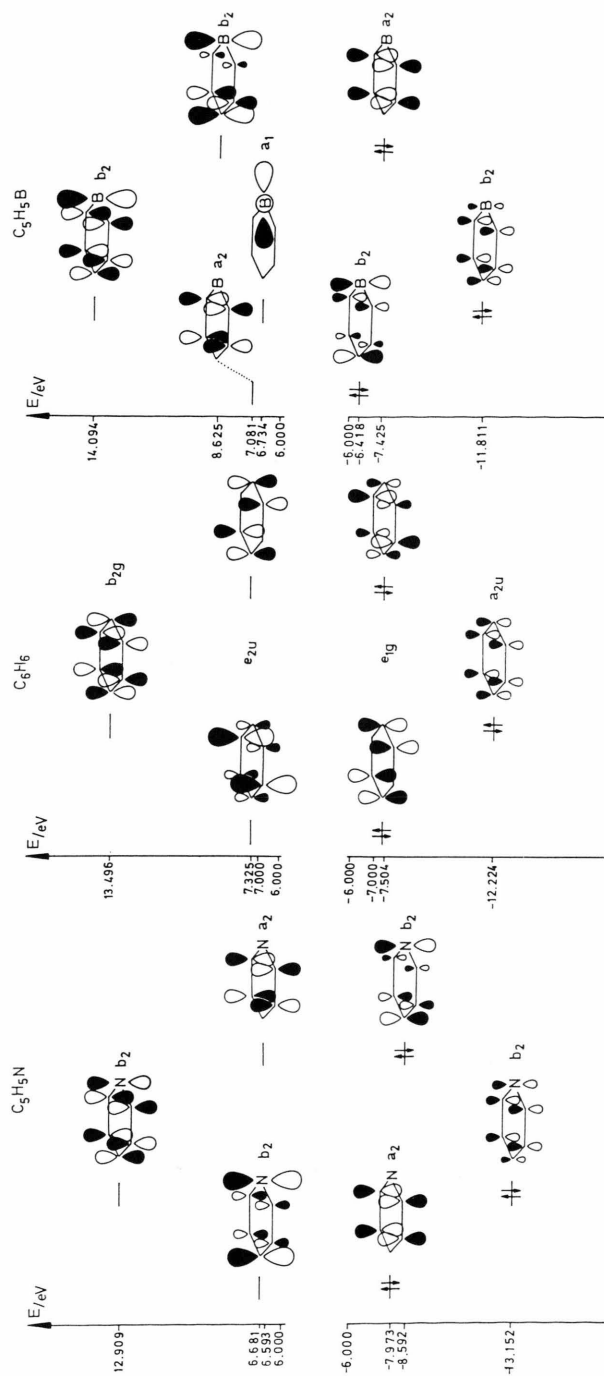 C₅H₅N
E/eV
12.909
N b₂
6.681
6.593
6.000
b₂
N
N a₂
-6.000
-7.973
-8.592
N a₂
N b₂
-13.152
N b₂
C₆H₆
E/eV
13.496
b₂g
7.325
7.000
6.000
e₂u
-6.000
-7.000
-7.504
e₁g
-12.224
a₂u
C₅H₅B
E/eV
14.094
B b₂
8.625
7.081
6.734
6.000
B a₂
B b₂
B a₁
-6.000
-6.418
-7.425
B b₂
B a₂
-11.811
B b₂